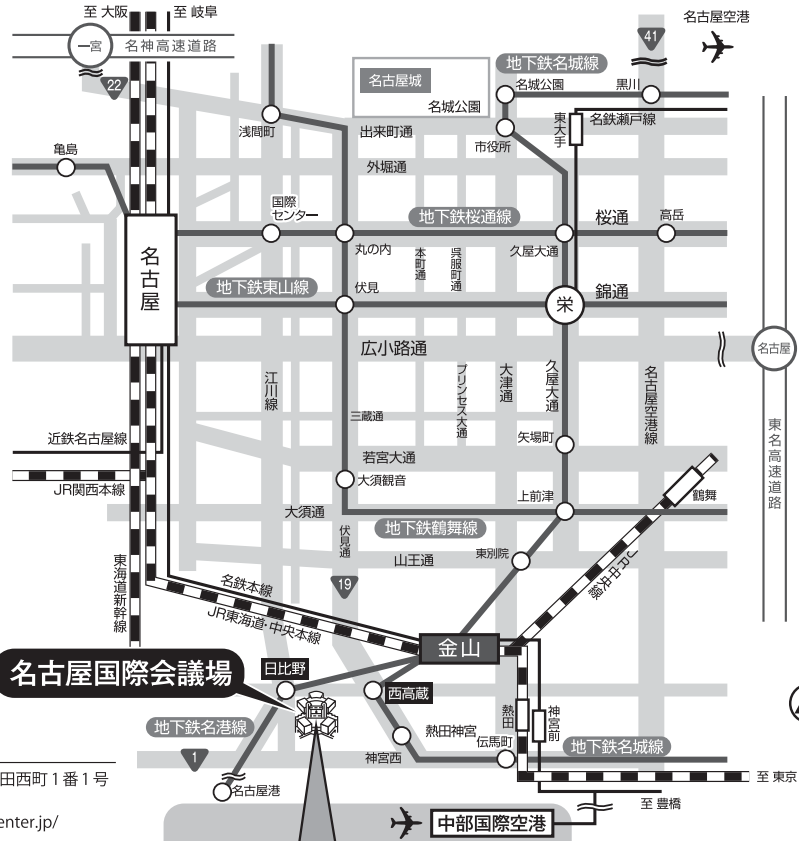 至 大阪
至 岐阜
一宮
名神高速道路
22
名古屋空港
41
地下鉄名城線
名古屋城
名城公園
名城公園
黒川
浅間町
出来町通
市役所
東大手
名鉄瀬戸線
亀島
外堀通
国際
センター
地下鉄桜通線
桜通
高岳
丸の内
本町通
呉服町通
久屋大通
名古屋
地下鉄東山線
伏見
栄
錦通
広小路通
名古屋
江川線
プリンセス大通
大津通
久屋大通
名古屋空港線
三蔵通
東名高速道路
近鉄名古屋線
矢場町
若宮大通
JR関西本線
大須観音
上前津
鶴舞
大須通
地下鉄鶴舞線
伏見通
東海道新幹線
山王通
東別院
JR中央線
19
名鉄本線
JR東海道・中央本線
金山
名古屋国際会議場
日比野
西高蔵
熱田
神宮前
地下鉄名港線
熱田神宮
伝馬町
地下鉄名城線
1
神宮西
田西町1番1号
名古屋港
至 東京
至 豊橋
enter.jp/
中部国際空港